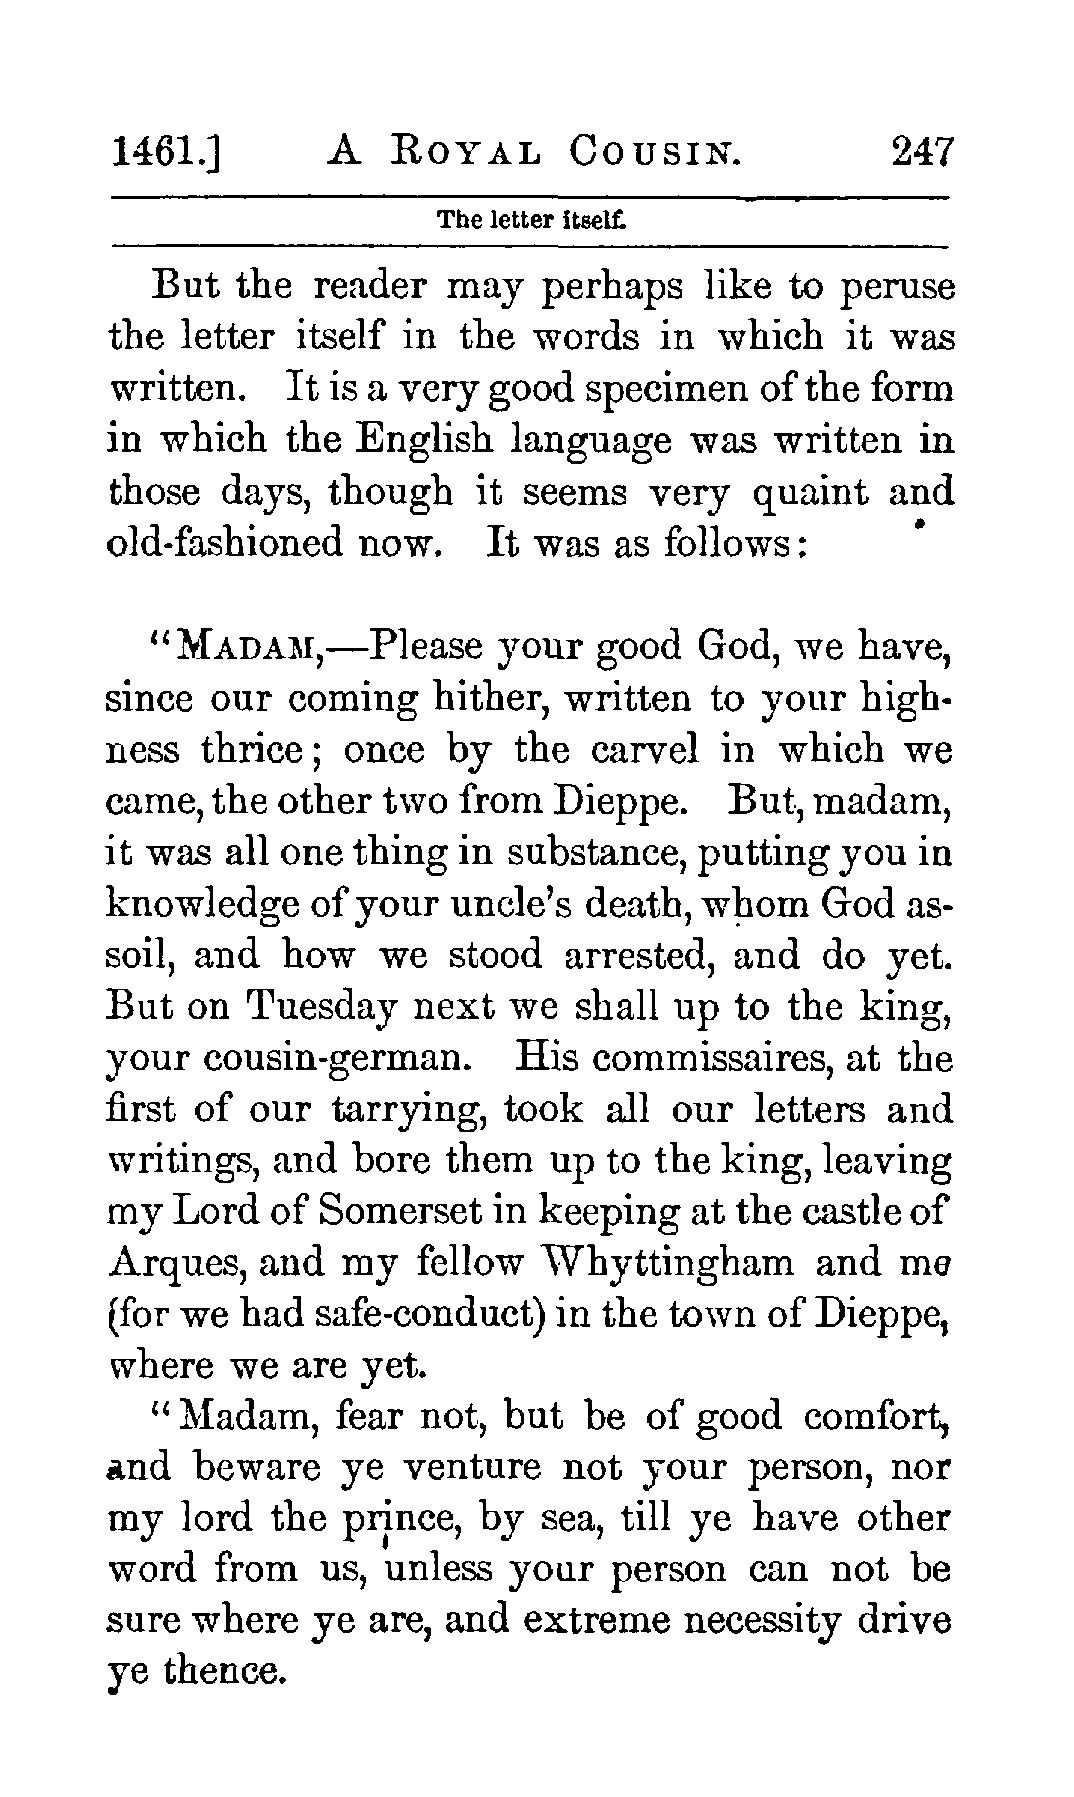 1461.] A ROYAL COUSIN. 247
The letter itself.
But the reader may perhaps like to peruse
the letter itself in the words in which it was
written. It is a very good specimen of the form
in which the English language was written in
those days, though it seems very quaint and
old-fashioned now. It was as follows:
"MADAM,—Please your good God, we have,
since our coming hither, written to your high-
ness thrice; once by the carvel in which we
came, the other two from Dieppe. But, madam,
it was all one thing in substance, putting you in
knowledge of your uncle's death, whom God as-
soil, and how we stood arrested, and do yet.
But on Tuesday next we shall up to the king,
your cousin-german. His commissaires, at the
first of our tarrying, took all our letters and
writings, and bore them up to the king, leaving
my Lord of Somerset in keeping at the castle of
Arques, and my fellow Whyttingham and me
(for we had safe-conduct) in the town of Dieppe,
where we are yet.
"Madam, fear not, but be of good comfort,
and beware ye venture not your person, nor
my lord the prince, by sea, till ye have other
word from us, unless your person can not be
sure where ye are, and extreme necessity drive
ye thence.